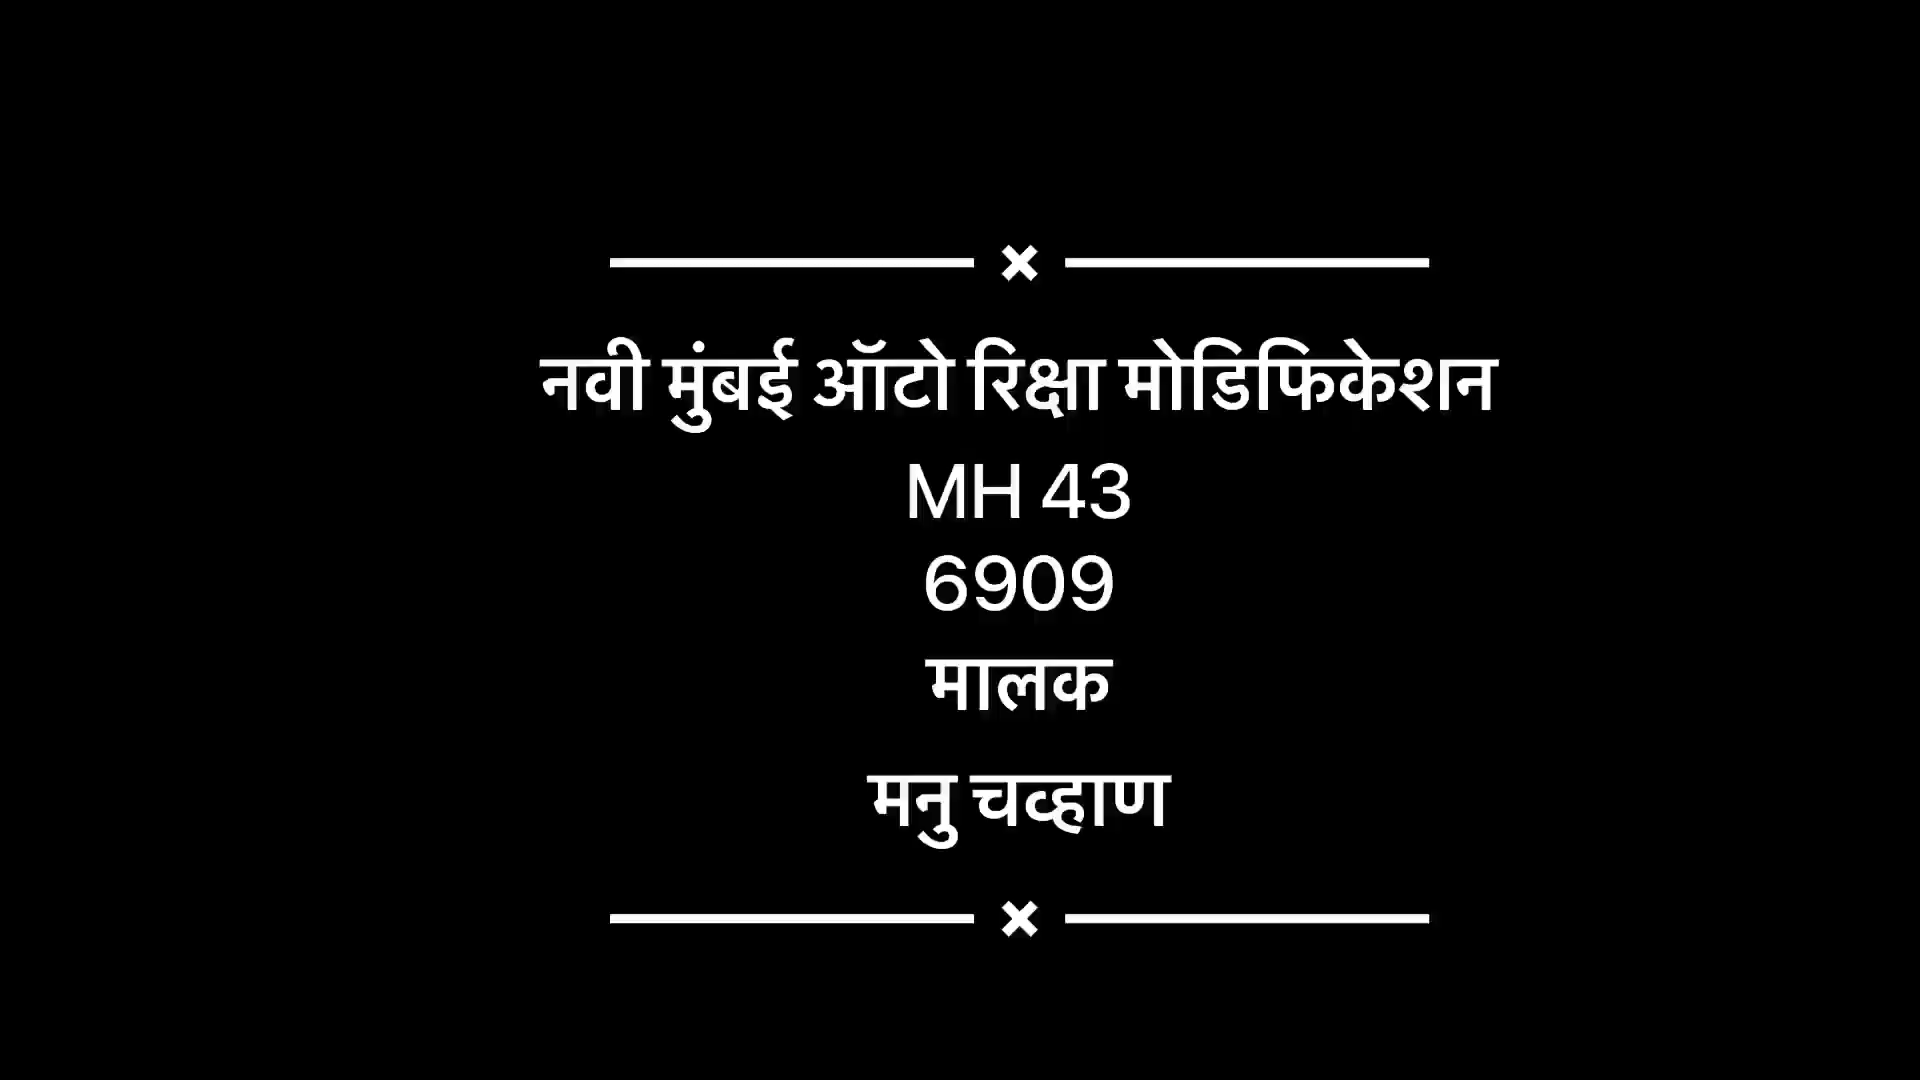 नवी मुंबई ऑटो रिक्षा मोडिफिकेशन
MH 43
6909
मालक
मनु चव्हाण